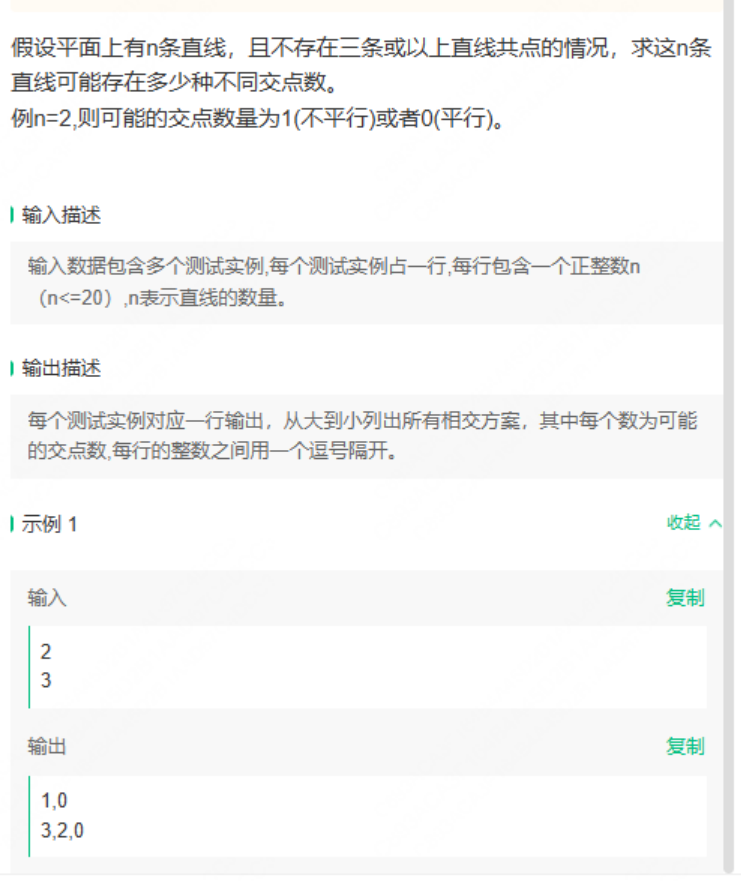 假设平面上有n条直线，且不存在三条或以上直线共点的情况，求这n条
直线可能存在多少种不同交点数。
例n=2,则可能的交点数量为1(不平行)或者0(平行)。
输入描述
输入数据包含多个测试实例,每个测试实例占一行,每行包含一个正整数n
（n<=20）,n表示直线的数量。
输出描述
每个测试实例对应一行输出，从大到小列出所有相交方案，其中每个数为可能
的交点数,每行的整数之间用一个逗号隔开。
示例 1
收起
输入
复制
2
3
输出
复制
1,0
3,2,0